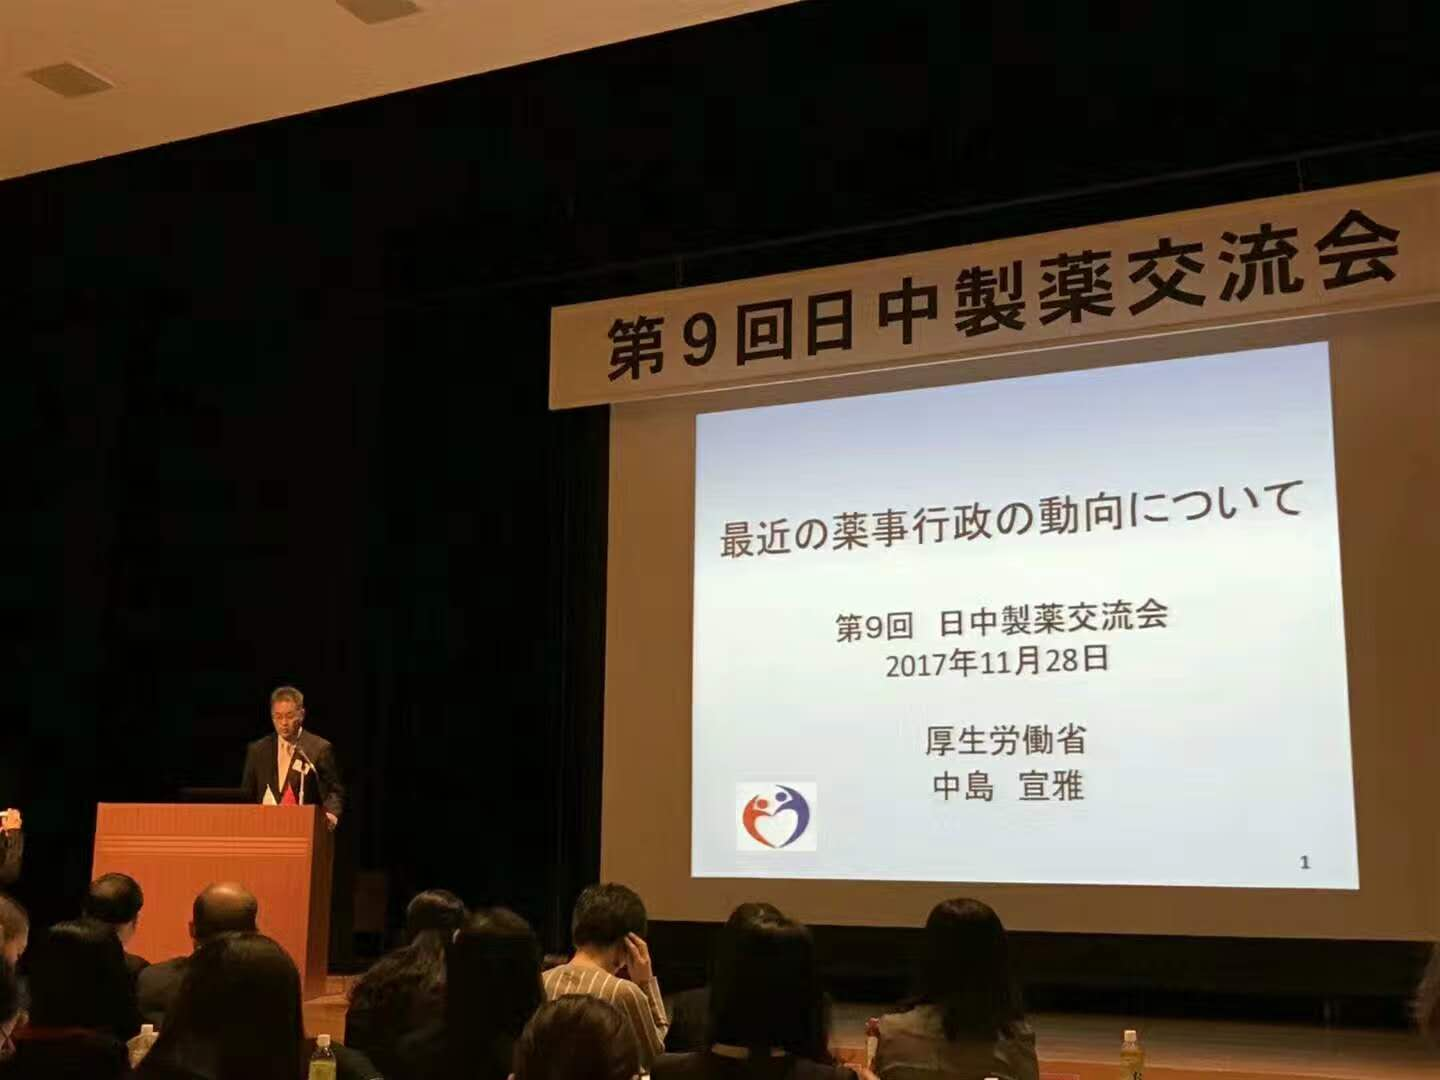 第9回日中製薬交流会
最近の薬事行政の動向について
第9回 日中製薬交流会
2017年11月28日
厚生労働省
中島 宣雅
1